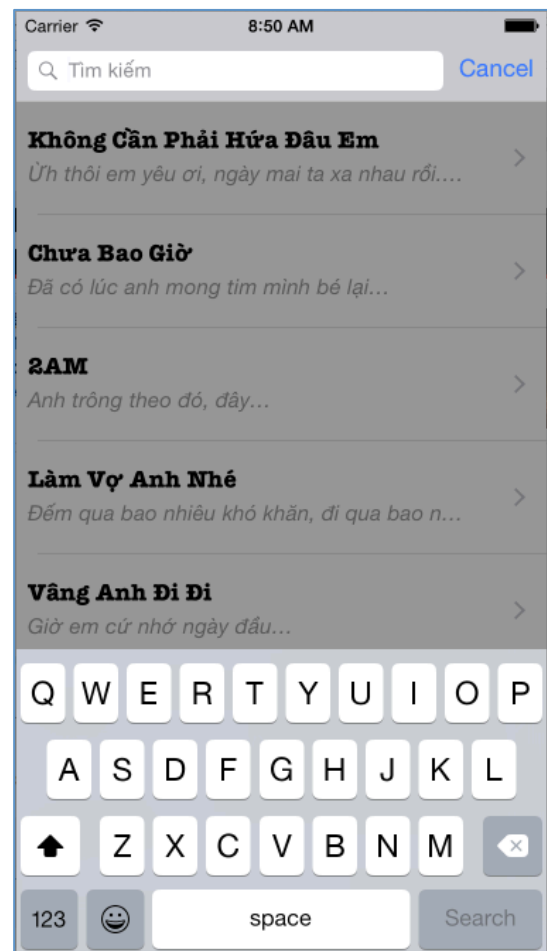 Carrier 8:50 AM
Tìm kiếm Cancel
Không Cần Phải Hứa Đâu Em
Ừh thôi em yêu ơi, ngày mai ta xa nhau rồi....
Chưa Bao Giờ
Đã có lúc anh mong tim mình bé lại...
2AM
Anh trông theo đó, đây...
Làm Vợ Anh Nhé
Đếm qua bao nhiêu khó khăn, đi qua bao n...
Vâng Anh Đi Đi
Giờ em cứ nhớ ngày đầu...
Q W E R T Y U I O P
A S D F G H J K L
Z X C V B N M
123 space Search